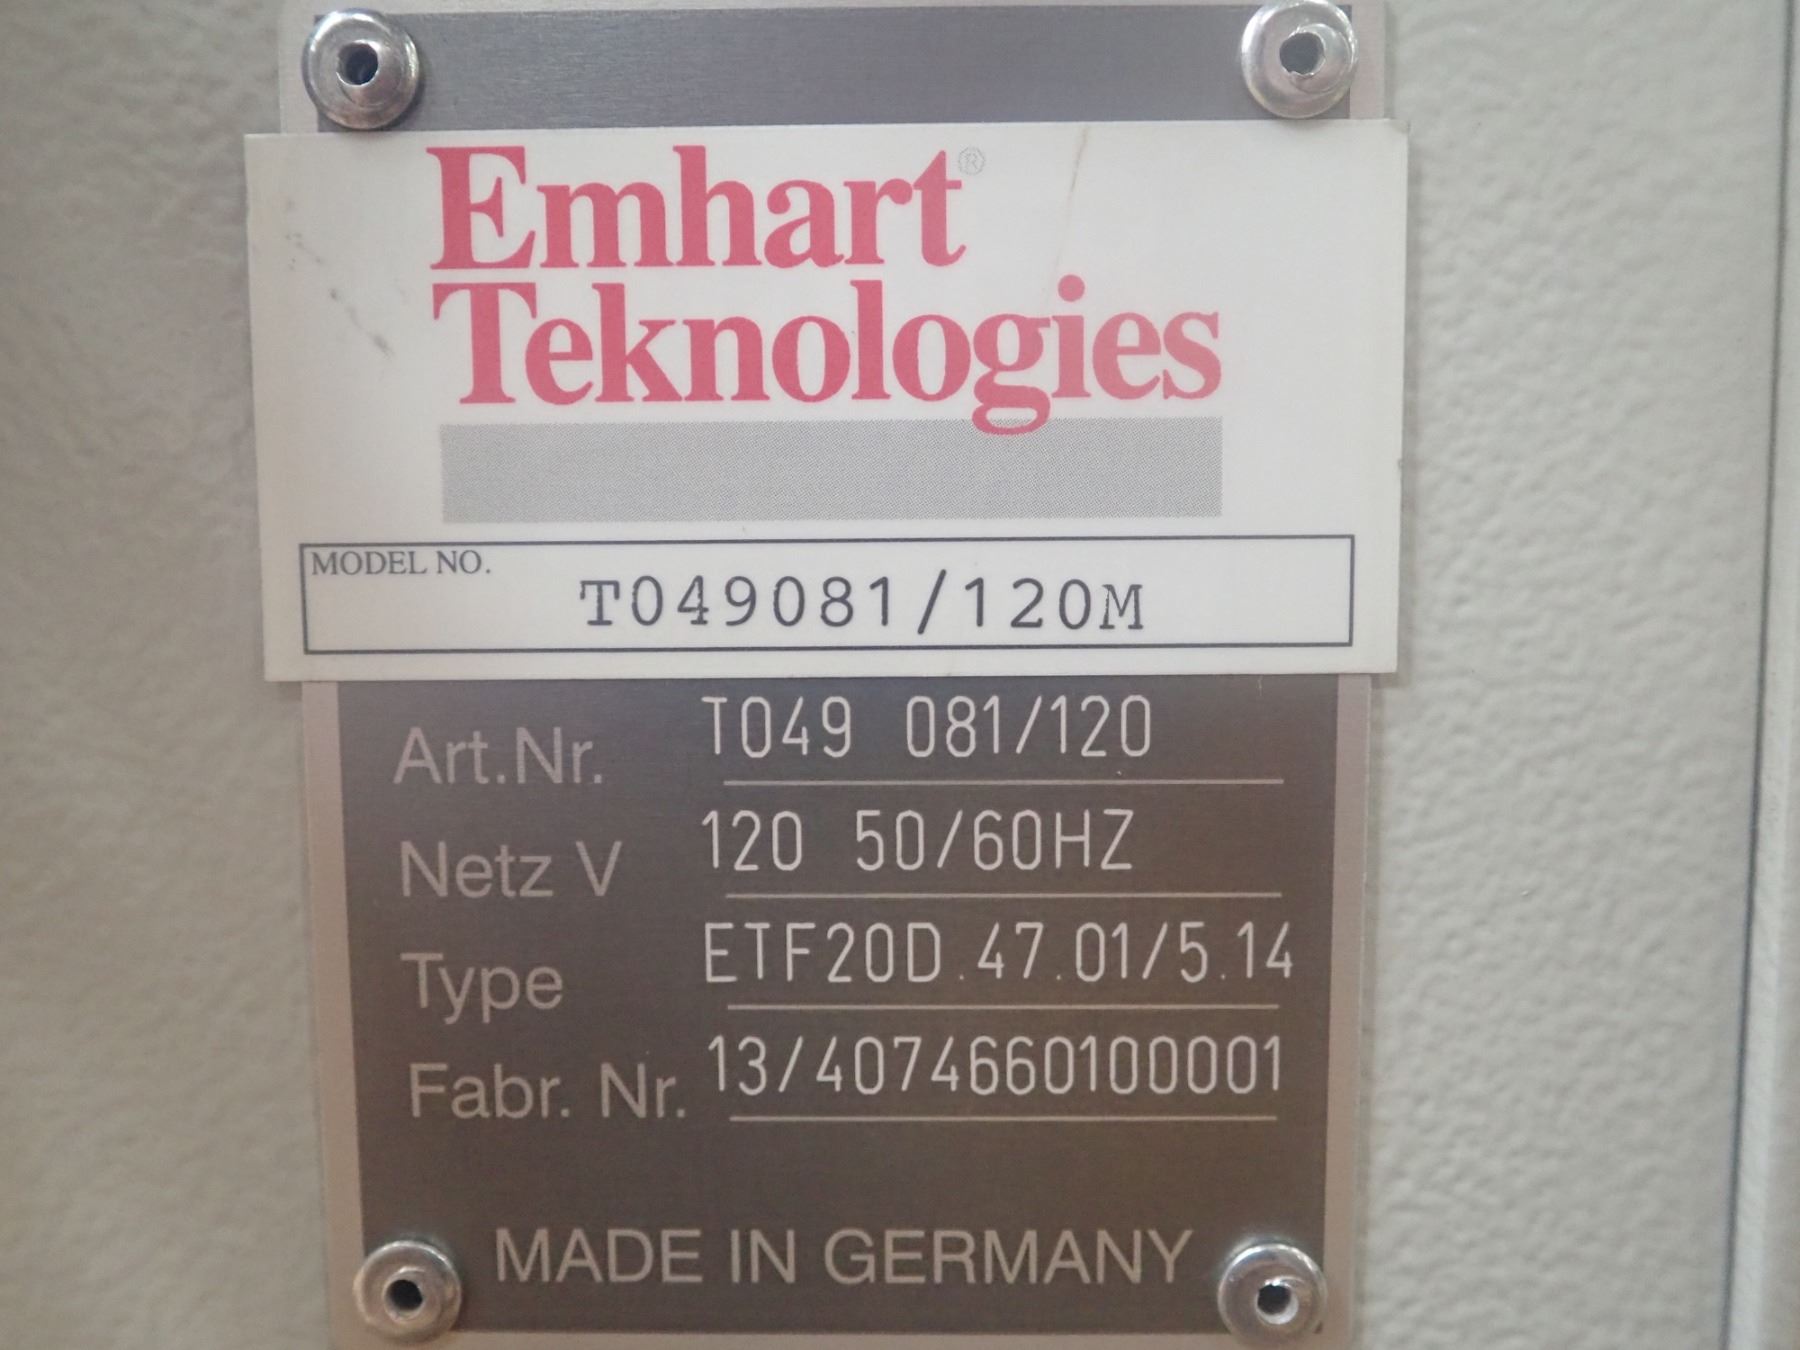 Emhart®
Teknologies
MODEL NO.
T049081/120M
Art.Nr. T049 081/120
Netz V 120 50/60HZ
Type ETF20D.47.01/5.14
Fabr. Nr. 13/4074660100001
MADE IN GERMANY